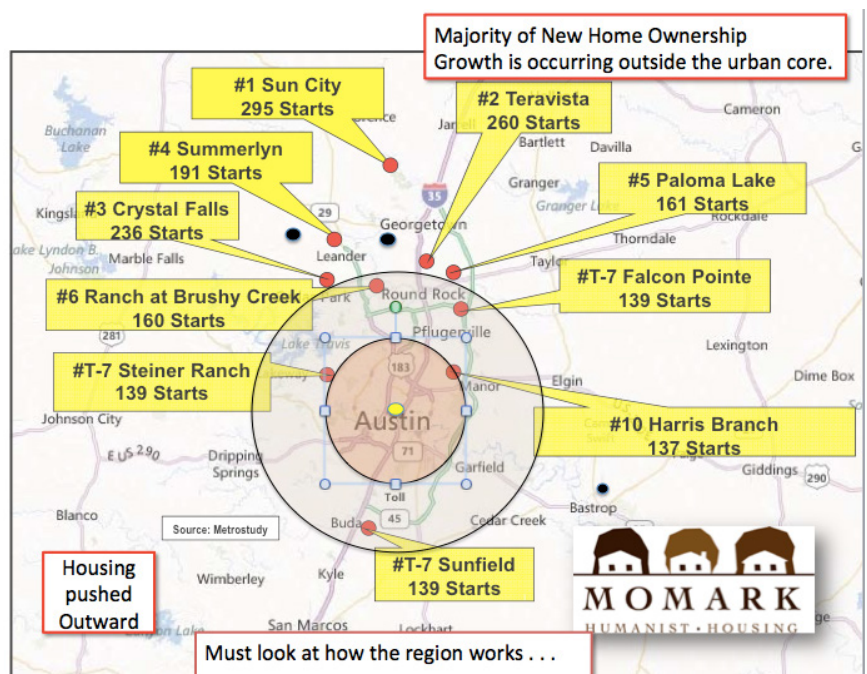 Majority of New Home Ownership
Growth is occurring outside the urban core.
#1 Sun City
295 Starts
#2 Teravista
260 Starts
#4 Summerlyn
191 Starts
#5 Paloma Lake
161 Starts
#3 Crystal Falls
236 Starts
#6 Ranch at Brushy Creek
160 Starts
#T-7 Falcon Pointe
139 Starts
#T-7 Steiner Ranch
139 Starts
#10 Harris Branch
137 Starts
#T-7 Sunfield
139 Starts
Buchanan
Lake
Cameron
Bartlett
Davilla
Granger
Granger Lake
35
29
Georgetown
Rockdale
Thorndale
Leander
Marble Falls
Johnson
Taylor
Round Rock
Pflugerville
281
Lake Travis
183
Manor
Elgin
Lexington
Dime Box
Johnson City
Austin
71
E US 290
Dripping
Springs
Garfield
Giddings
290
Toll
45
Buda
Bastrop
Cedar Creek
Blanco
Source: Metrostudy
Kyle
Wimberley
San Marcos
Lockhart
Housing
pushed
Outward
MOMARK
HUMANIST • HOUSING
Must look at how the region works . . .